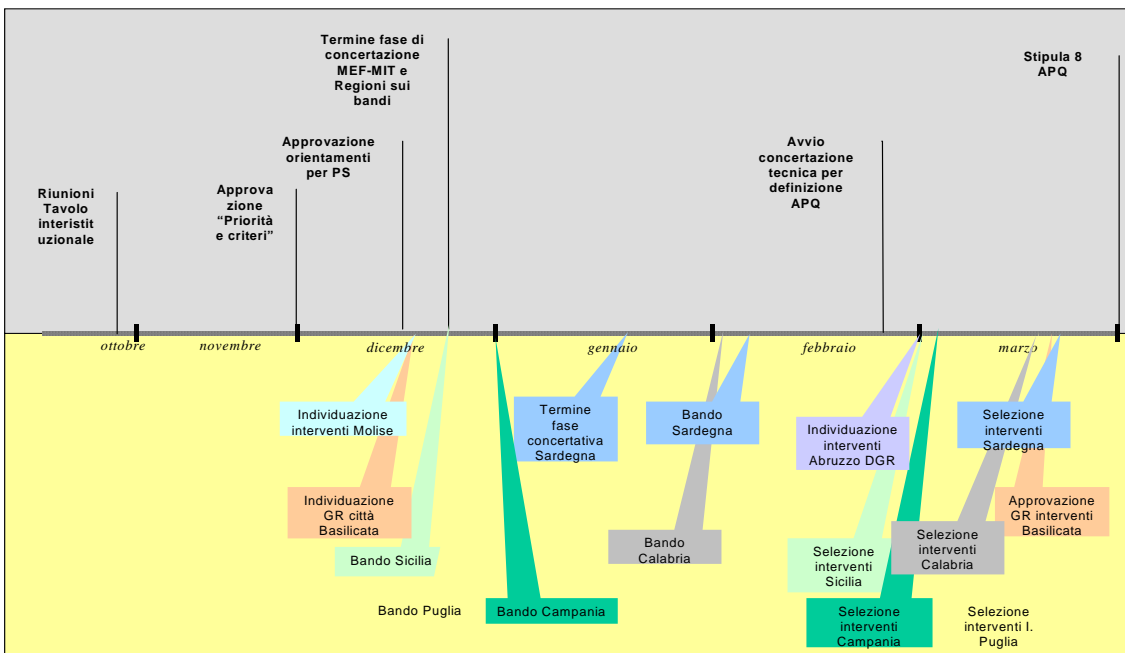 Termine fase di
concertazione
MEF-MIT e
Regioni sui
bandi
Stipula 8
APQ
Approvazione
orientamenti
per PS
Avvio
concertazione
tecnica per
definizione
APQ
Riunioni
Tavolo
interistit
uzionale
Approva
zione
“Priorità
e criteri”
ottobre
novembre
dicembre
gennaio
febbraio
marzo
Individuazione
interventi Molise
Termine
fase
concertativa
Sardegna
Bando
Sardegna
Individuazione
interventi
Abruzzo DGR
Selezione
interventi
Sardegna
Individuazione
GR città
Basilicata
Approvazione
GR interventi
Basilicata
Bando
Calabria
Selezione
interventi
Calabria
Bando Sicilia
Selezione
interventi
Sicilia
Bando Puglia
Bando Campania
Selezione
interventi
Campania
Selezione
interventi I.
Puglia